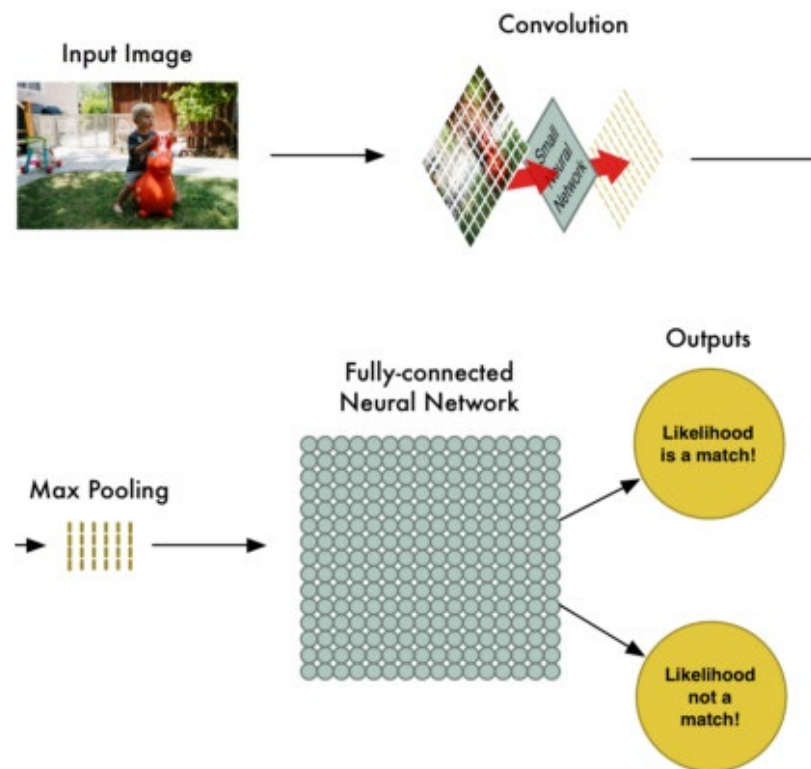 Input Image
Convolution
Small
Neural
Network
Max Pooling
Fully-connected
Neural Network
Outputs
Likelihood
is a match!
Likelihood
not a
match!